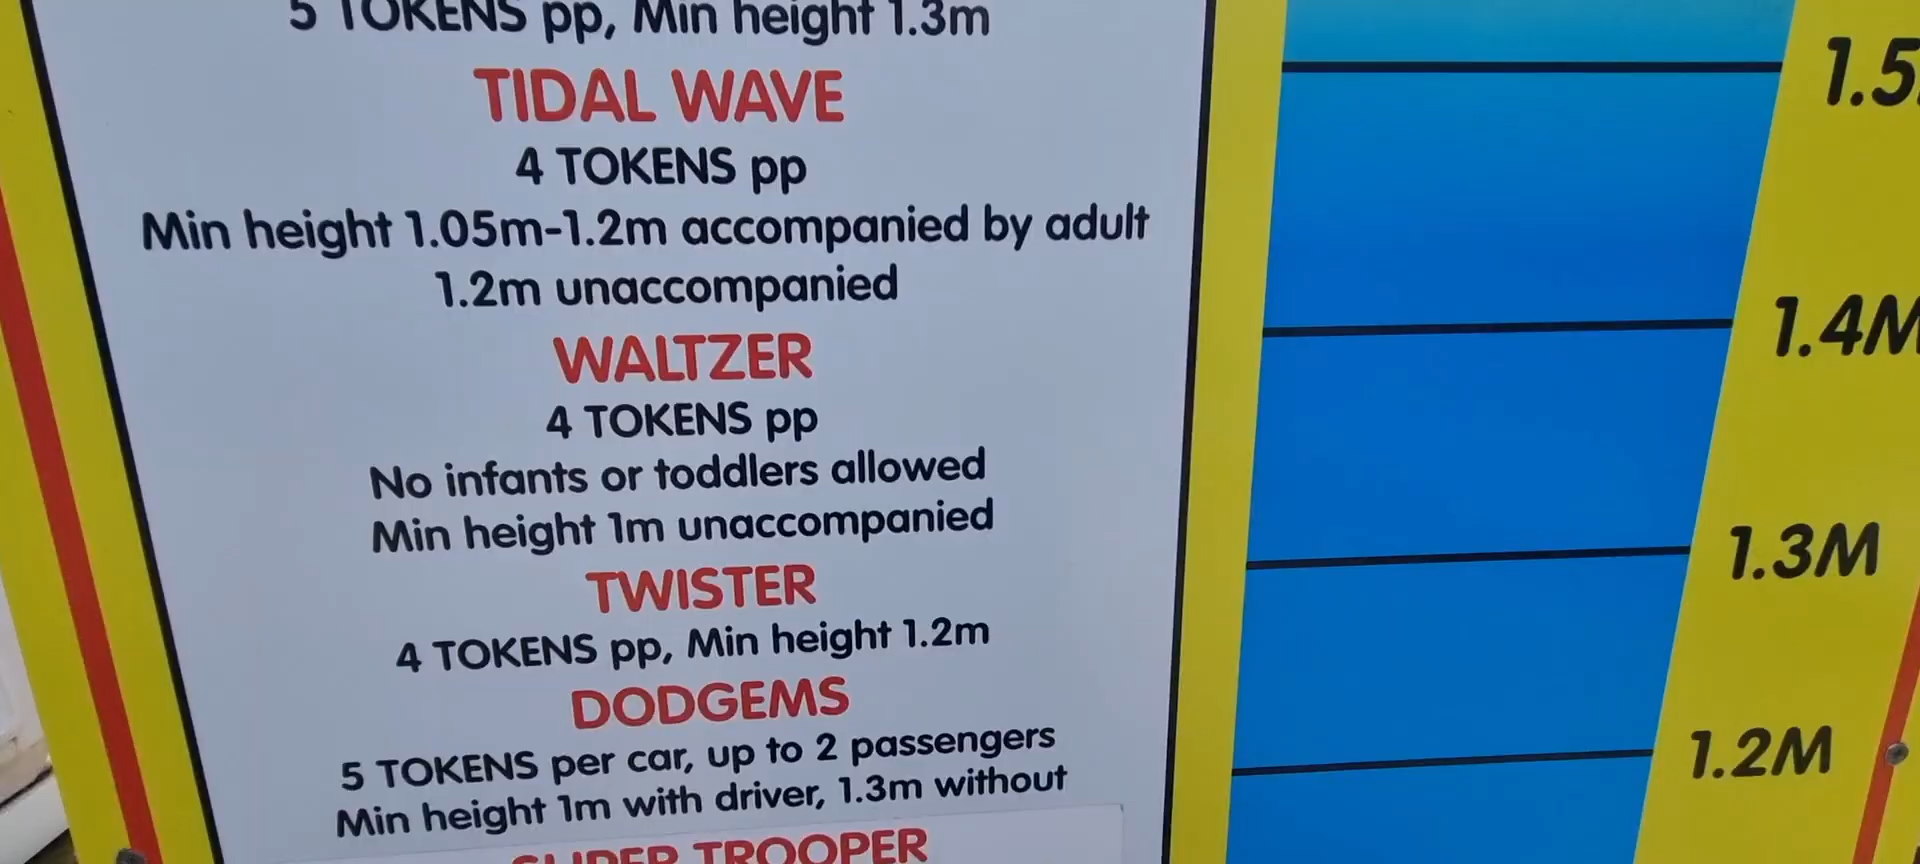 5 TOKENS pp, Min height 1.3m
TIDAL WAVE
4 TOKENS pp
Min height 1.05m-1.2m accompanied by adult
1.2m unaccompanied
WALTZER
4 TOKENS pp
No infants or toddlers allowed
Min height 1m unaccompanied
TWISTER
4 TOKENS pp, Min height 1.2m
DODGEMS
5 TOKENS per car, up to 2 passengers
Min height 1m with driver, 1.3m without
SUPER TROOPER
1.5
1.4M
1.3M
1.2M